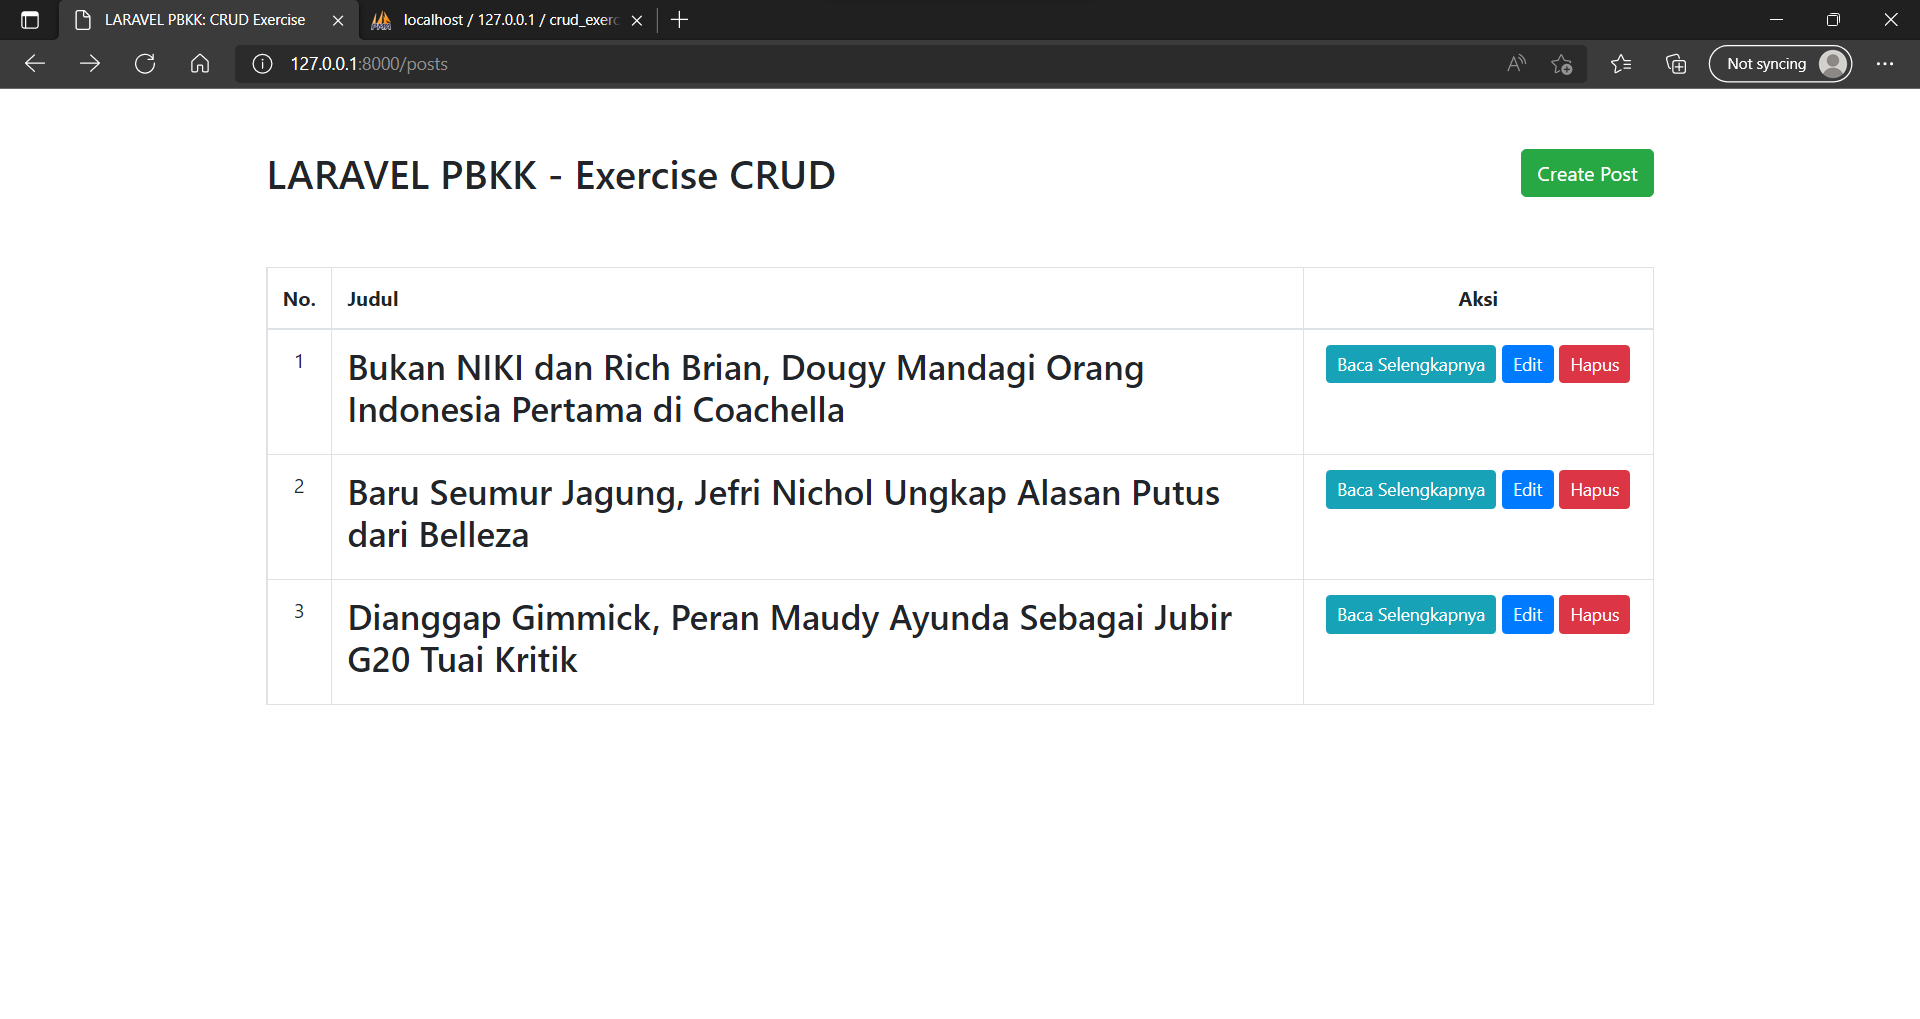 LARAVEL PBKK: CRUD Exercise
localhost / 127.0.0.1 / crud_exerc
127.0.0.1:8000/posts
Not syncing
LARAVEL PBKK - Exercise CRUD
Create Post
No. Judul Aksi
1 Bukan NIKI dan Rich Brian, Dougy Mandagi Orang Baca Selengkapnya Edit Hapus
Indonesia Pertama di Coachella
2 Baru Seumur Jagung, Jefri Nichol Ungkap Alasan Putus Baca Selengkapnya Edit Hapus
dari Belleza
3 Dianggap Gimmick, Peran Maudy Ayunda Sebagai Jubir Baca Selengkapnya Edit Hapus
G20 Tuai Kritik